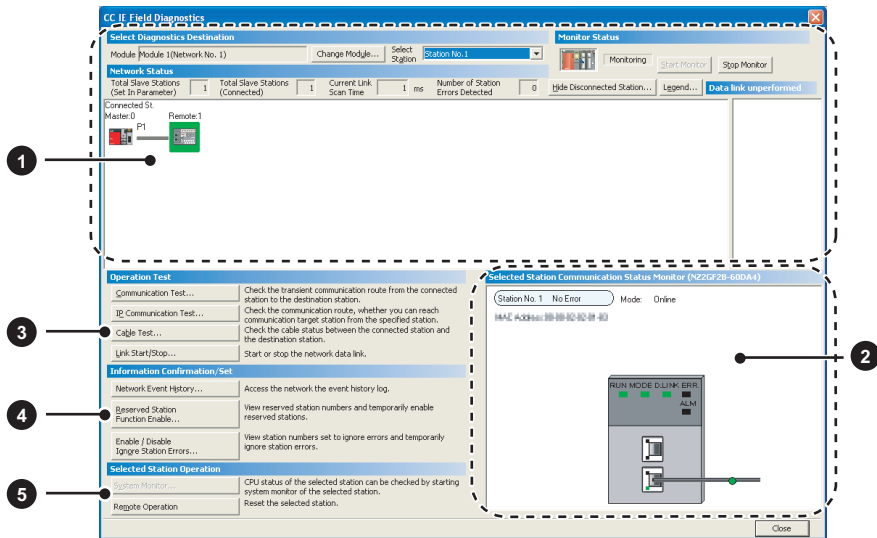 CC IE Field Diagnostics
Select Diagnostics Destination
Monitor Status
Module Module 1(Network No. 1)
Change Module...
Select Station
Station No.1
Monitoring
Start Monitor
Stop Monitor
Network Status
Total Slave Stations (Set In Parameter) 1
Total Slave Stations (Connected) 1
Current Link Scan Time 1 ms
Number of Station Errors Detected 0
Hide Disconnected Station...
Legend...
Data link unperformed
Connected St.
Master:0
Remote:1
P1
1
Operation Test
Communication Test...
Check the transient communication route from the connected
station to the destination station.
IP Communication Test...
Check the communication route, whether you can reach
communication target station from the specified station.
3
Cable Test...
Check the cable status between the connected station and
the destination station.
Link Start/Stop...
Start or stop the network data link.
Information Confirmation/Set
Network Event History...
Access the network the event history log.
4
Reserved Station
Function Enable...
View reserved station numbers and temporarily enable
reserved stations.
Enable / Disable
Ignore Station Errors...
View station numbers set to ignore errors and temporarily
ignore station errors.
Selected Station Operation
5
System Monitor...
CPU status of the selected station can be checked by starting
system monitor of the selected station.
Remote Operation
Reset the selected station.
Selected Station Communication Status Monitor (NZ2GF2B-60DA4)
Station No. 1 No Error
Mode: Online
2
RUN MODE D.LINK ERR.
ALM
Close